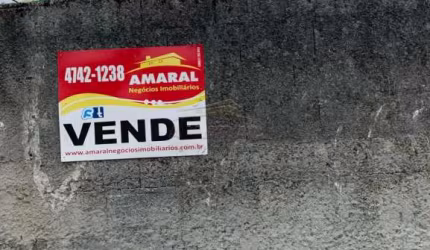 4742-1238
AMARAL
Negócios Imobiliários
VENDE
www.amaralnegociosimobiliarios.com.br